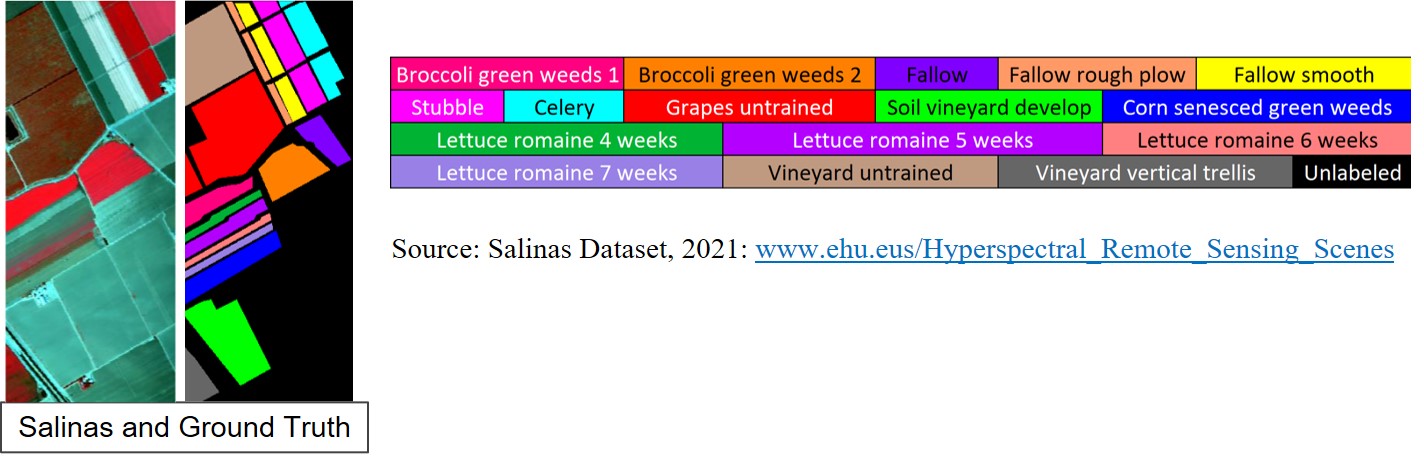 Broccoli green weeds 1 Broccoli green weeds 2 Fallow Fallow rough plow Fallow smooth
Stubble Celery Grapes untrained Soil vineyard develop Corn senesced green weeds
Lettuce romaine 4 weeks Lettuce romaine 5 weeks Lettuce romaine 6 weeks
Lettuce romaine 7 weeks Vineyard untrained Vineyard vertical trellis Unlabeled
Source: Salinas Dataset, 2021: www.ehu.eus/Hyperspectral_Remote_Sensing_Scenes
Salinas and Ground Truth